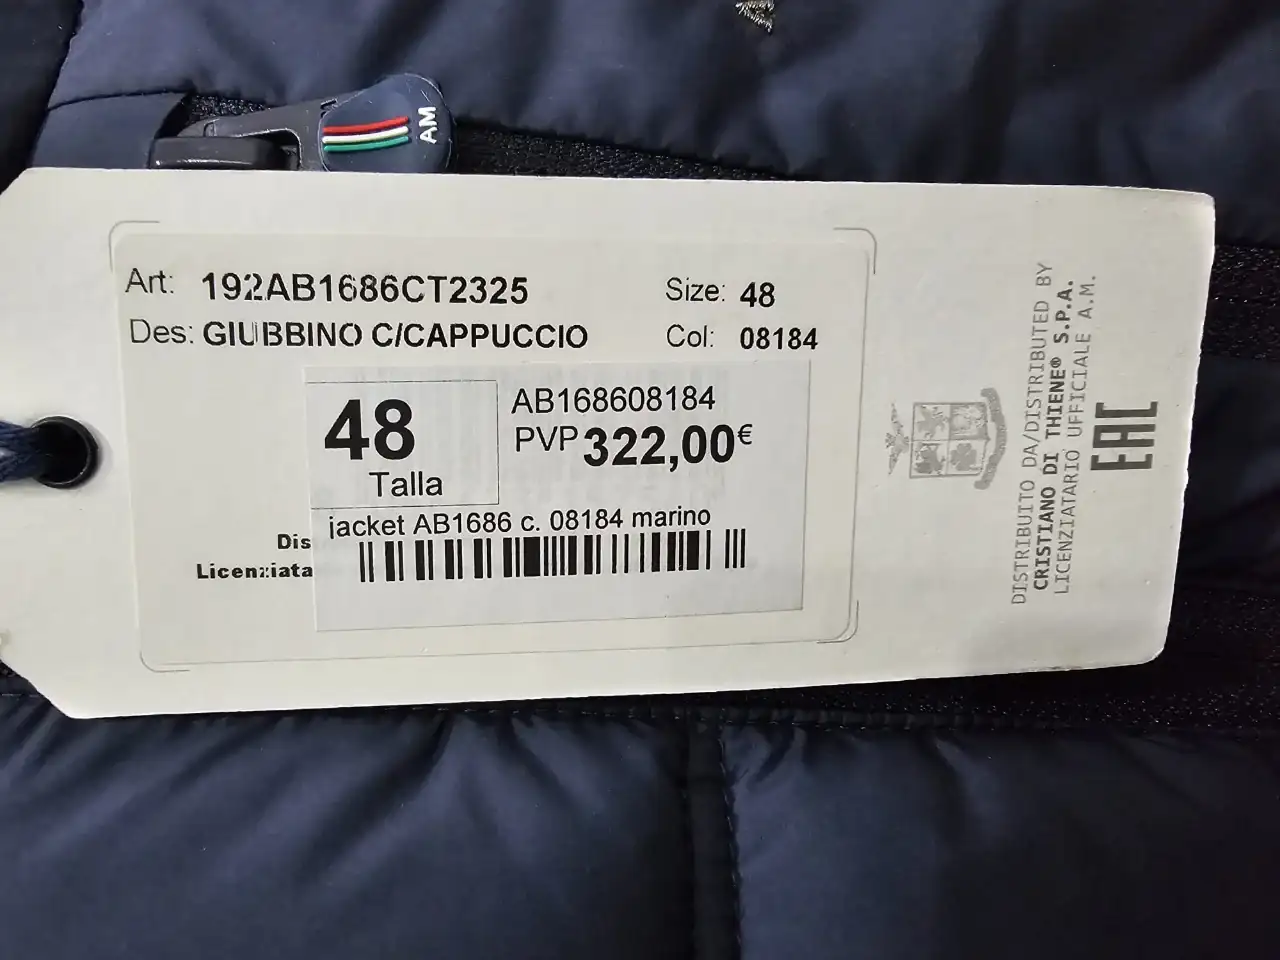 AM
Art: 192AB1686CT2325
Size: 48
Des: GIUBBINO C/CAPPUCCIO
Col: 08184
48
Talla
AB168608184
PVP 322,00€
jacket AB1686 c. 08184 marino
Dis
Licenziata
DISTRIBUITO DA/DISTRIBUTED BY
CRISTIANO DI THIENE® S.P.A.
LICENZIATARIO UFFICIALE A.M.
EAC